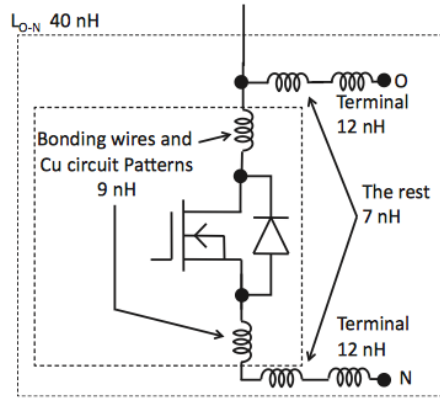 L_O-N 40 nH
O
Terminal
12 nH
Bonding wires and
Cu circuit Patterns
9 nH
The rest
7 nH
Terminal
12 nH
N